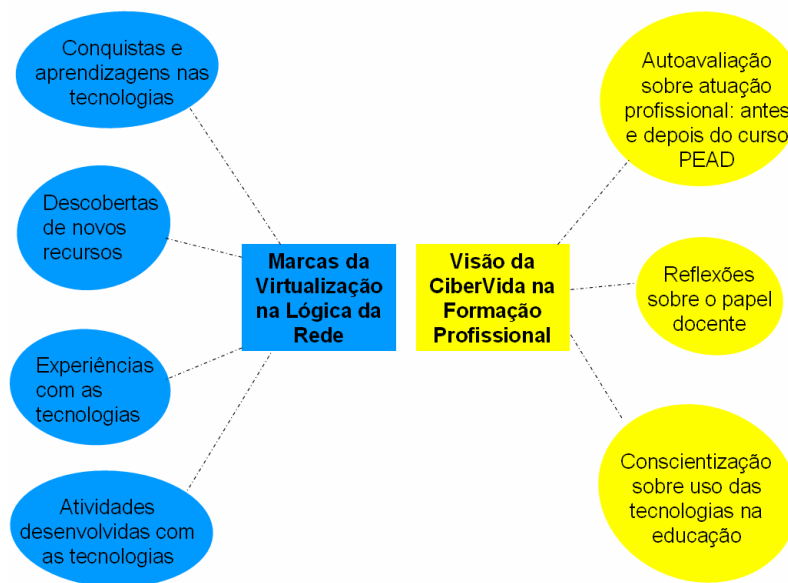 Conquistas e
aprendizagens nas
tecnologias
Descobertas
de novos
recursos
Experiências
com as
tecnologias
Atividades
desenvolvidas com
as tecnologias
Marcas da
Virtualização
na Lógica da
Rede
Visão da
CiberVida na
Formação
Profissional
Autoavaliação
sobre atuação
profissional: antes
e depois do curso
PEAD
Reflexões
sobre o papel
docente
Conscientização
sobre uso das
tecnologias na
educação